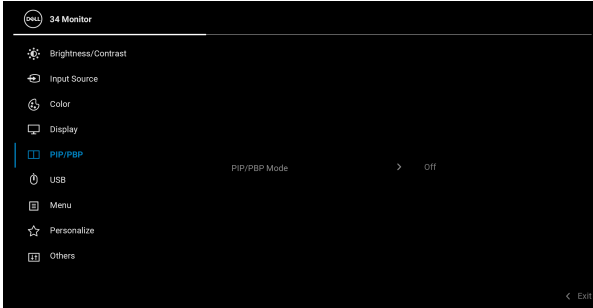 DELL 34 Monitor
Brightness/Contrast
Input Source
Color
Display
PIP/PBP
PIP/PBP Mode Off
USB
Menu
Personalize
Others
Exit